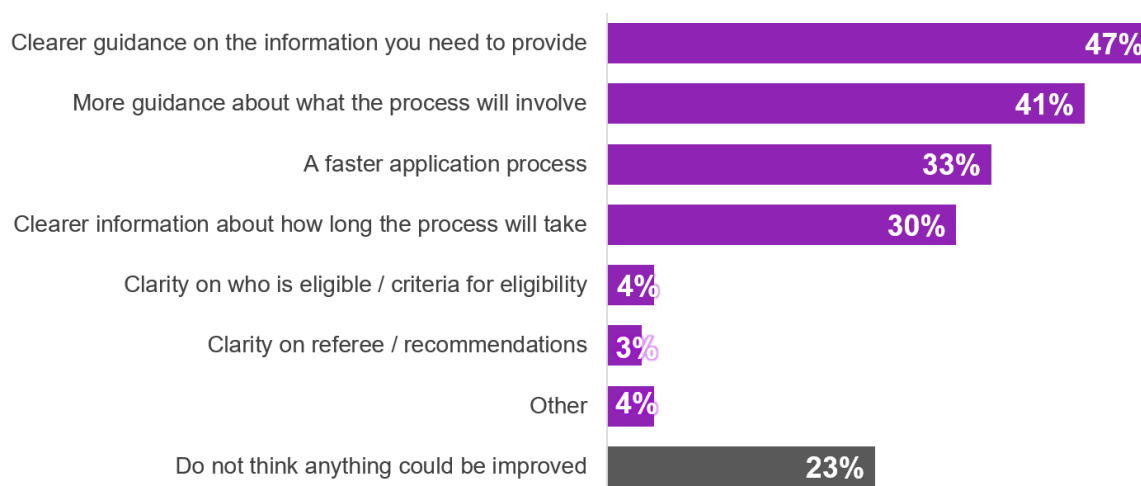 Clearer guidance on the information you need to provide 47%
More guidance about what the process will involve 41%
A faster application process 33%
Clearer information about how long the process will take 30%
Clarity on who is eligible / criteria for eligibility 4%
Clarity on referee / recommendations 3%
Other 4%
Do not think anything could be improved 23%